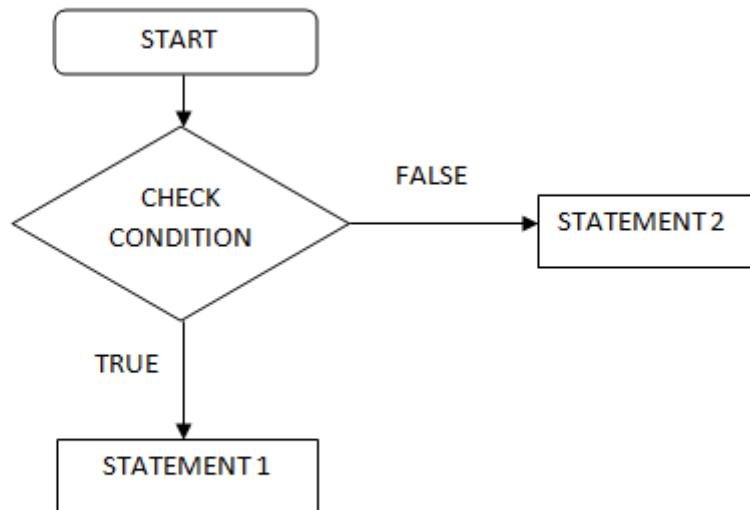 START
CHECK
CONDITION
FALSE
STATEMENT 2
TRUE
STATEMENT 1